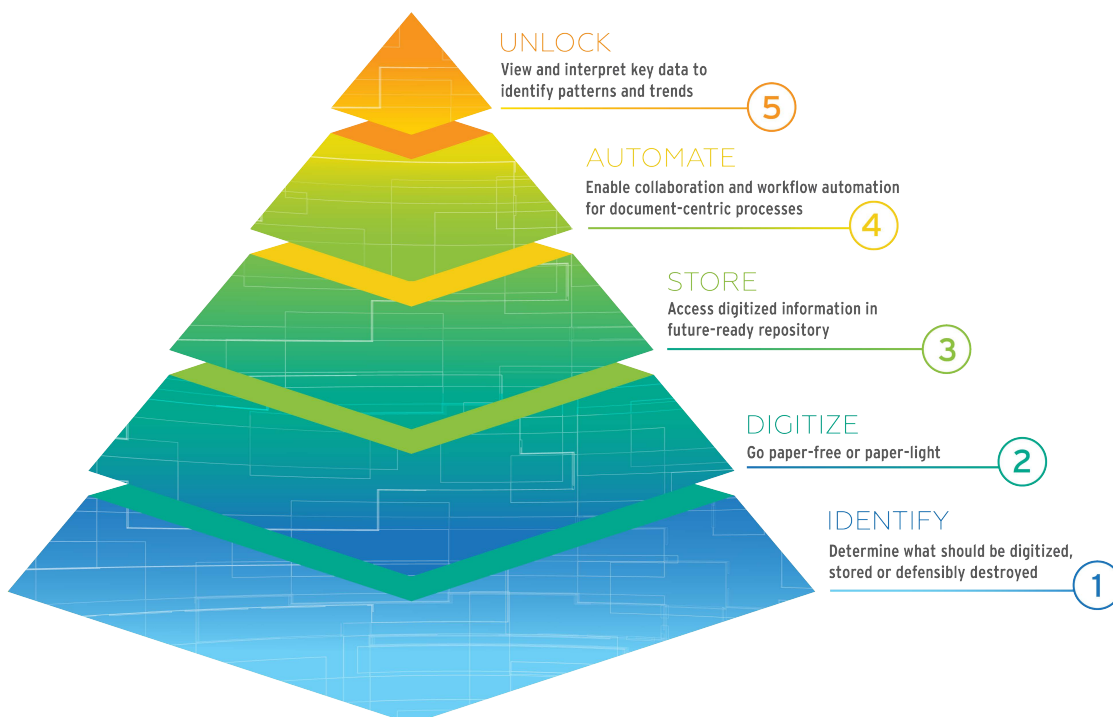 UNLOCK
View and interpret key data to
identify patterns and trends
5
AUTOMATE
Enable collaboration and workflow automation
for document-centric processes
4
STORE
Access digitized information in
future-ready repository
3
DIGITIZE
Go paper-free or paper-light
2
IDENTIFY
Determine what should be digitized,
stored or defensibly destroyed
1